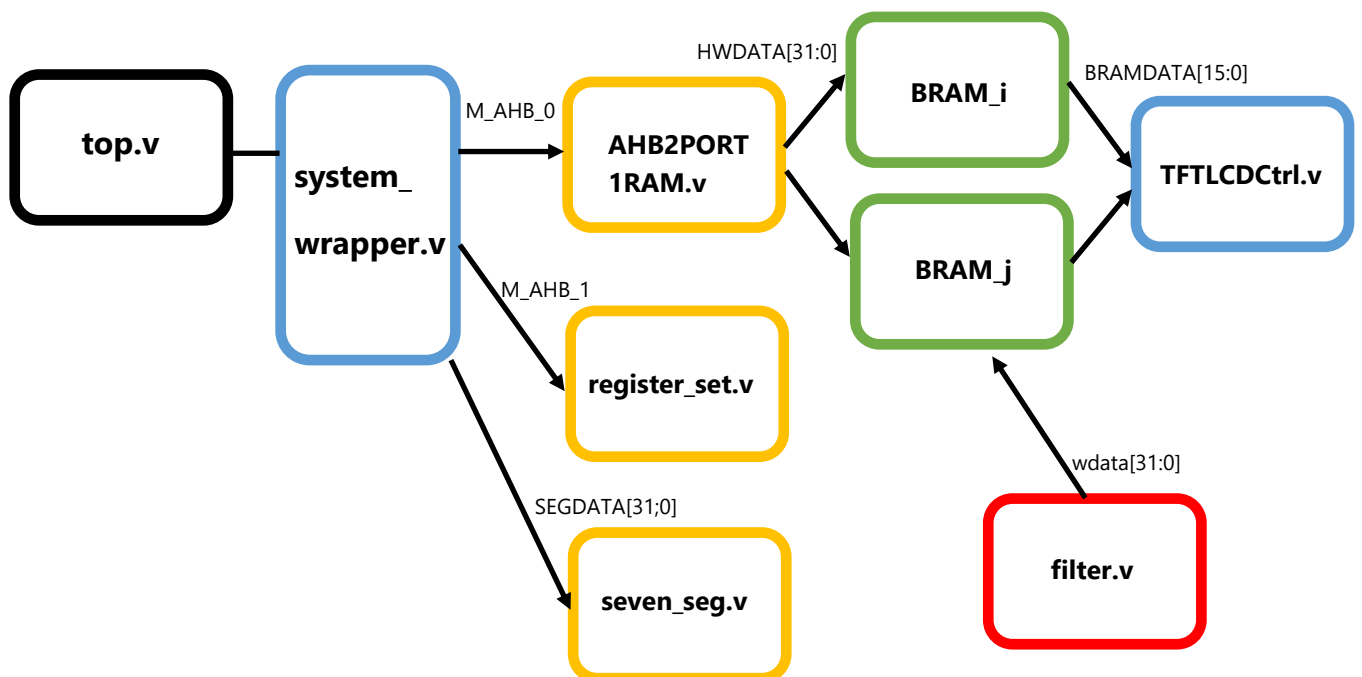 top.v
system_
wrapper.v
M_AHB_0
M_AHB_1
SEGDATA[31;0]
AHB2PORT
1RAM.v
register_set.v
seven_seg.v
HWDATA[31:0]
BRAM_i
BRAM_j
BRAMDATA[15:0]
TFTLCDCtrl.v
wdata[31:0]
filter.v